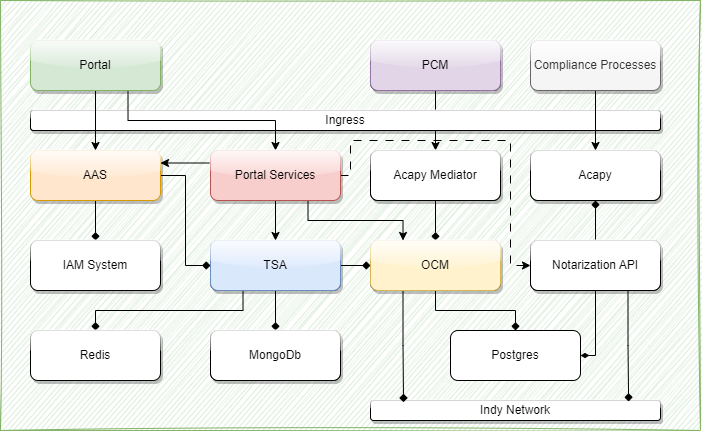 Portal
PCM
Compliance Processes
Ingress
AAS
Portal Services
Acapy Mediator
Acapy
IAM System
TSA
OCM
Notarization API
Redis
MongoDb
Postgres
Indy Network